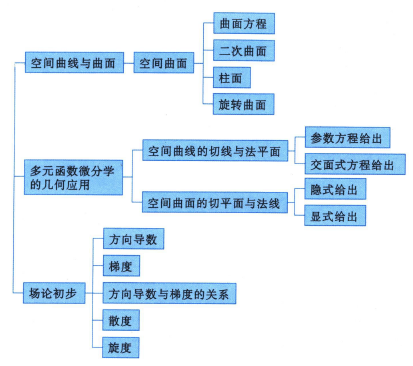 曲面方程
二次曲面
空间曲线与曲面
空间曲面
柱面
旋转曲面
参数方程给出
空间曲线的切线与法平面
交面式方程给出
多元函数微分学
的几何应用
隐式给出
空间曲面的切平面与法线
显式给出
方向导数
梯度
场论初步
方向导数与梯度的关系
散度
旋度